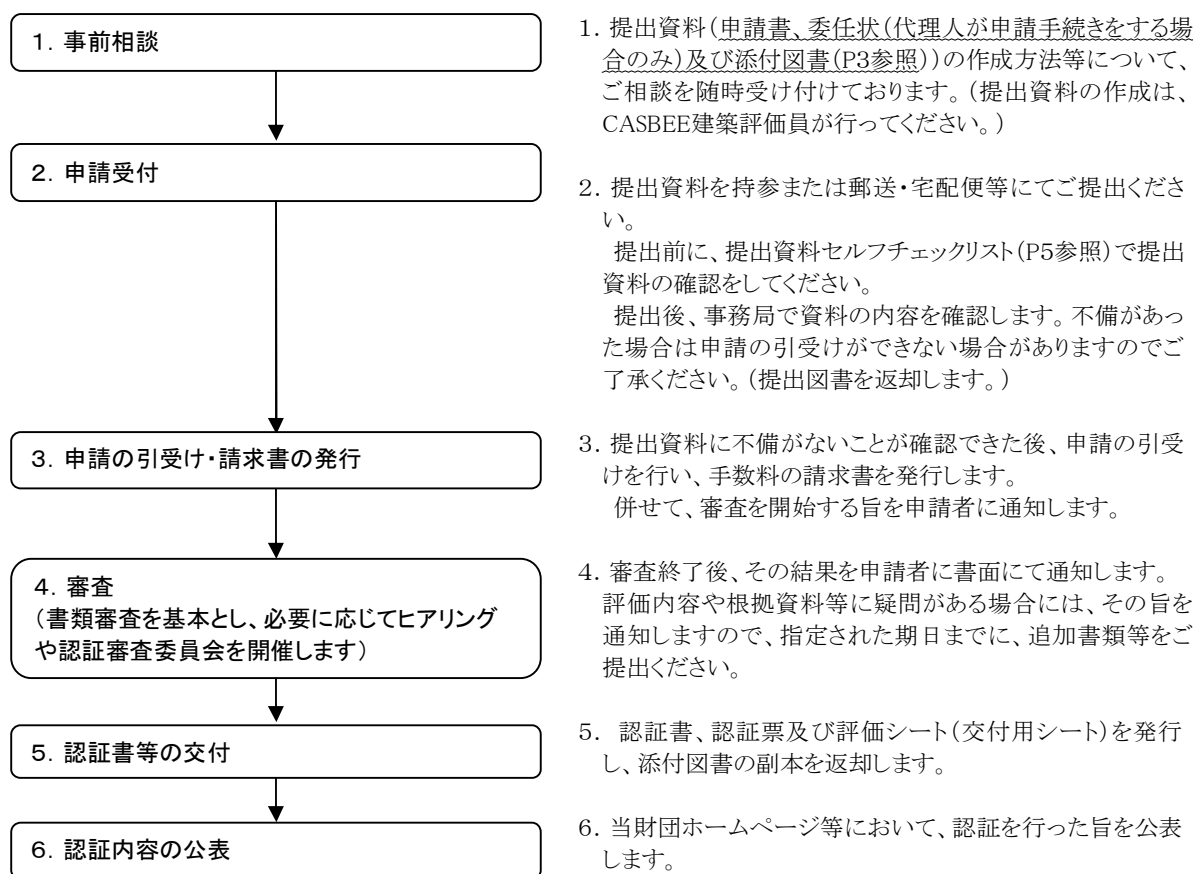 1．事前相談
2．申請受付
3．申請の引受け・請求書の発行
4．審査
（書類審査を基本とし、必要に応じてヒアリング
や認証審査委員会を開催します）
5．認証書等の交付
6．認証内容の公表
1．提出資料（申請書、委任状（代理人が申請手続きをする場
合のみ）及び添付図書（P3参照））の作成方法等について、
ご相談を随時受け付けております。（提出資料の作成は、
CASBEE建築評価員が行ってください。）
2．提出資料を持参または郵送・宅配便等にてご提出くださ
い。
提出前に、提出資料セルフチェックリスト（P5参照）で提出
資料の確認をしてください。
提出後、事務局で資料の内容を確認します。不備があっ
た場合は申請の引受けができない場合がありますのでご
了承ください。（提出図書を返却します。）
3．提出資料に不備がないことが確認できた後、申請の引受
けを行い、手数料の請求書を発行します。
併せて、審査を開始する旨を申請者に通知します。
4．審査終了後、その結果を申請者に書面にて通知します。
評価内容や根拠資料等に疑問がある場合には、その旨を
通知しますので、指定された期日までに、追加書類等をご
提出ください。
5． 認証書、認証票及び評価シート（交付用シート）を発行
し、添付図書の副本を返却します。
6．当財団ホームページ等において、認証を行った旨を公表
します。